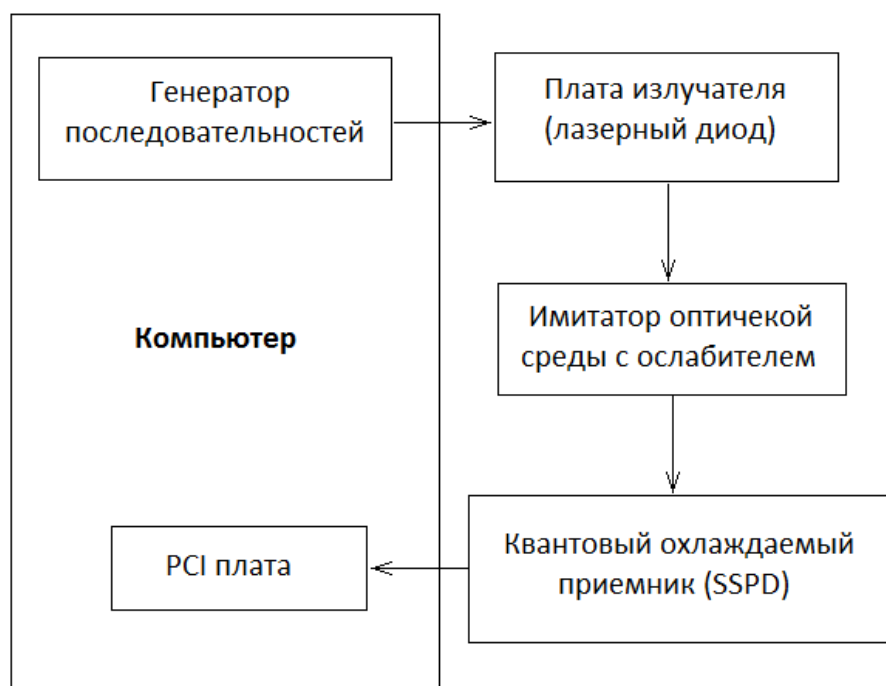 Генератор
последовательностей
Плата излучателя
(лазерный диод)
Имитатор оптичекой
среды с ослабителем
Компьютер
Квантовый охлаждаемый
приемник (SSPD)
PCI плата